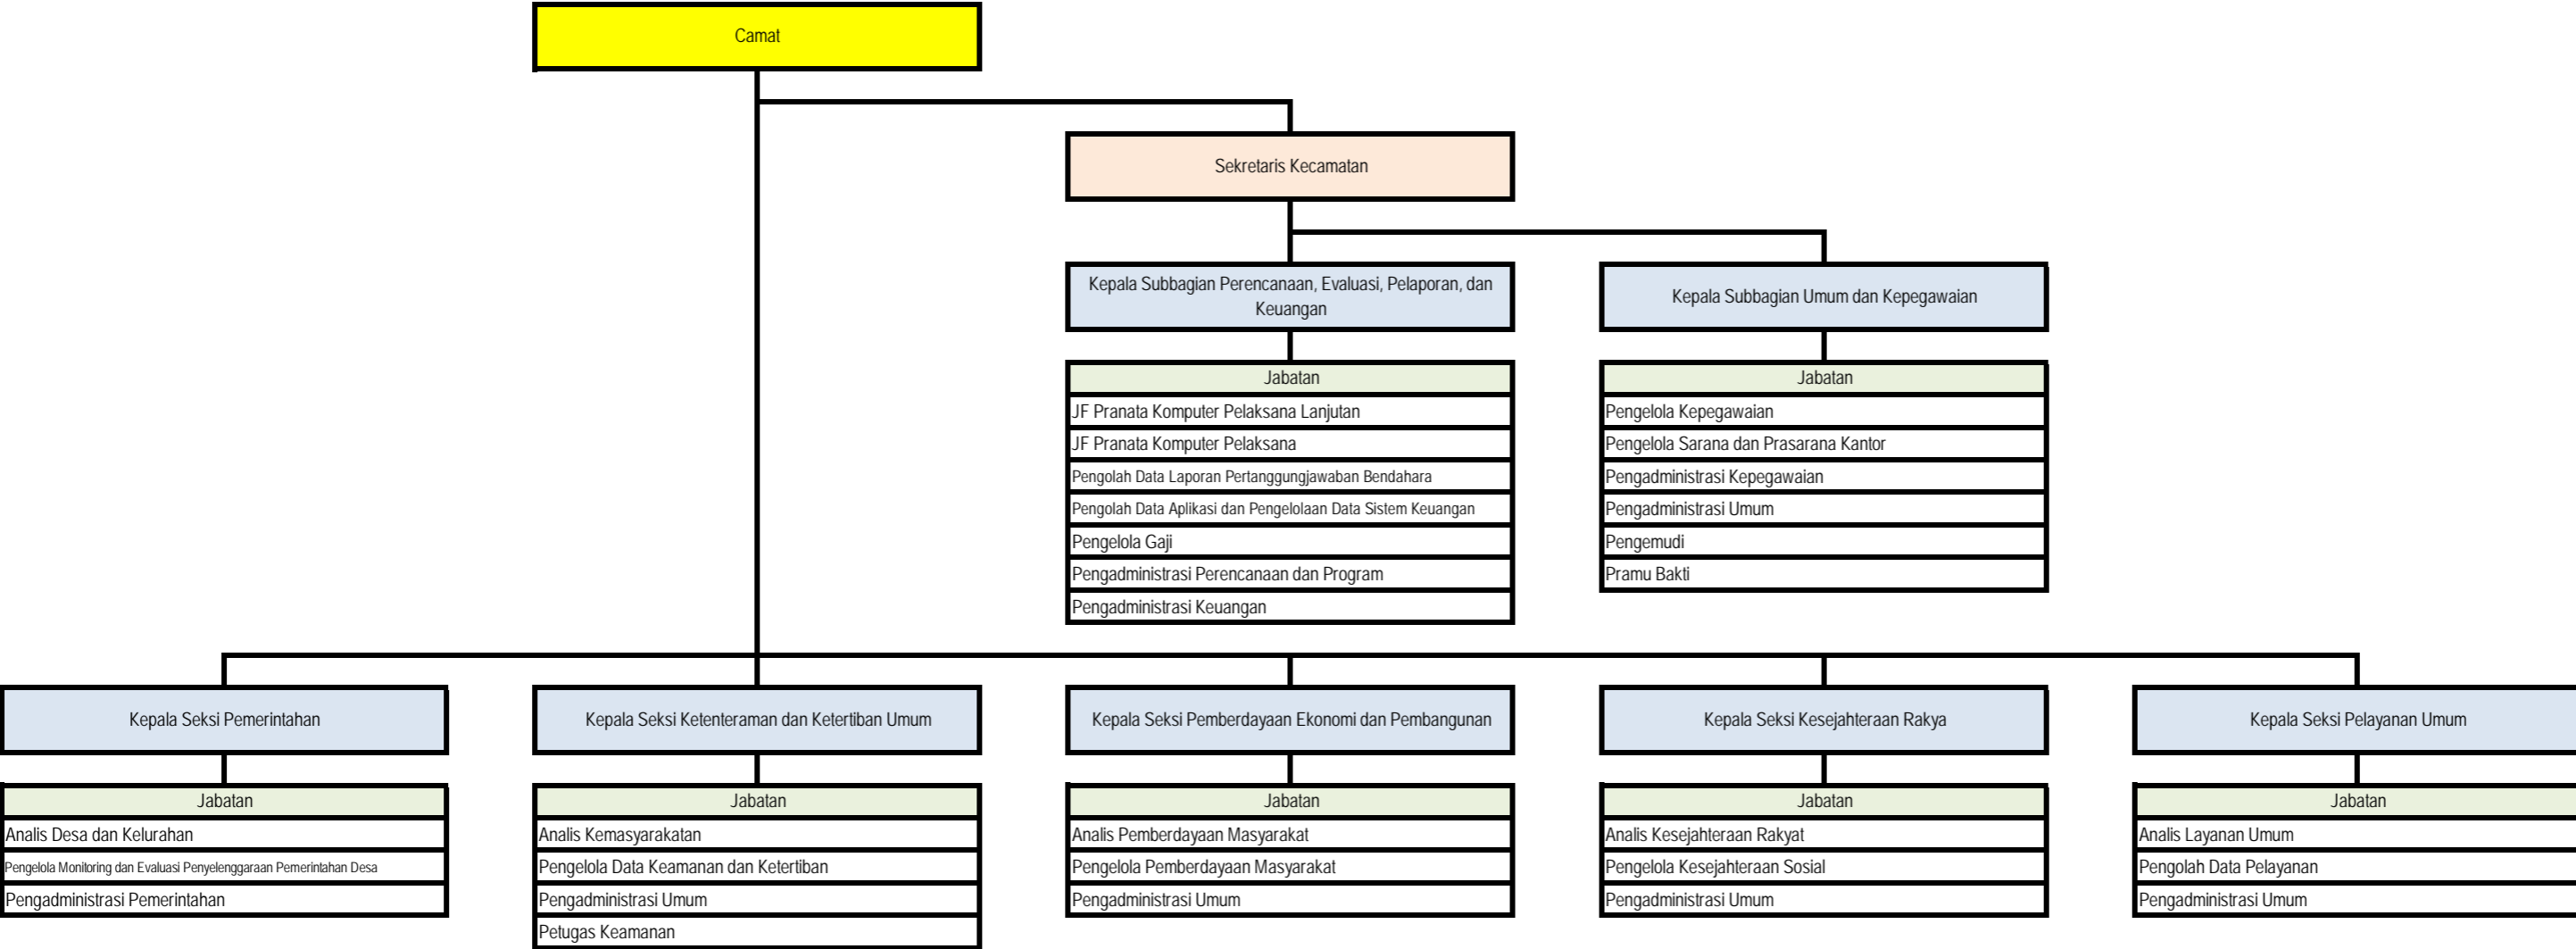 Camat
Sekretaris Kecamatan
Kepala Subbagian Perencanaan, Evaluasi, Pelaporan, dan
Keuangan
Kepala Subbagian Umum dan Kepegawaian
Jabatan
JF Pranata Komputer Pelaksana Lanjutan
JF Pranata Komputer Pelaksana
Pengolah Data Laporan Pertanggungjawaban Bendahara
Pengolah Data Aplikasi dan Pengelolaan Data Sistem Keuangan
Pengelola Gaji
Pengadministrasi Perencanaan dan Program
Pengadministrasi Keuangan
Jabatan
Pengelola Kepegawaian
Pengelola Sarana dan Prasarana Kantor
Pengadministrasi Kepegawaian
Pengadministrasi Umum
Pengemudi
Pramu Bakti
Kepala Seksi Pemerintahan
Jabatan
Analis Desa dan Kelurahan
Pengelola Monitoring dan Evaluasi Penyelenggaraan Pemerintahan Desa
Pengadministrasi Pemerintahan
Kepala Seksi Ketenteraman dan Ketertiban Umum
Jabatan
Analis Kemasyarakatan
Pengelola Data Keamanan dan Ketertiban
Pengadministrasi Umum
Petugas Keamanan
Kepala Seksi Pemberdayaan Ekonomi dan Pembangunan
Jabatan
Analis Pemberdayaan Masyarakat
Pengelola Pemberdayaan Masyarakat
Pengadministrasi Umum
Kepala Seksi Kesejahteraan Rakya
Jabatan
Analis Kesejahteraan Rakyat
Pengelola Kesejahteraan Sosial
Pengadministrasi Umum
Kepala Seksi Pelayanan Umum
Jabatan
Analis Layanan Umum
Pengolah Data Pelayanan
Pengadministrasi Umum